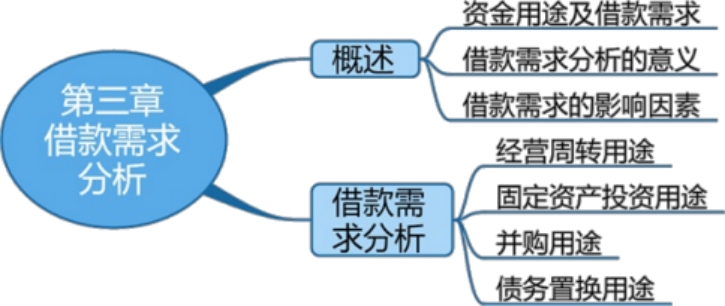 第三章
借款需求
分析
概述
资金用途及借款需求
借款需求分析的意义
借款需求的影响因素
借款需
求分析
经营周转用途
固定资产投资用途
并购用途
债务置换用途